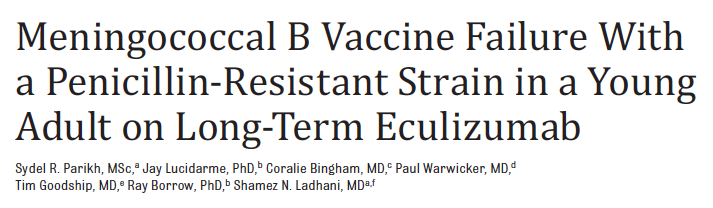 Meningococcal B Vaccine Failure With
a Penicillin-Resistant Strain in a Young
Adult on Long-Term Eculizumab
Sydel R. Parikh, MSc,a Jay Lucidarme, PhD,b Coralie Bingham, MD,c Paul Warwicker, MD,d
Tim Goodship, MD,e Ray Borrow, PhD,b Shamez N. Ladhani, MDa,f